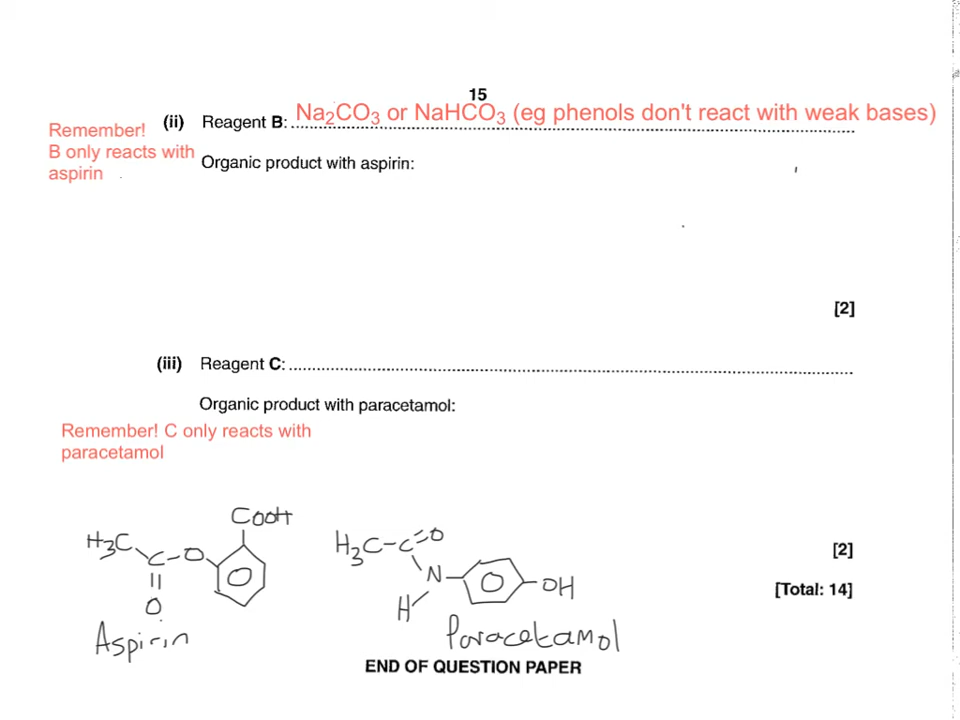 15
(ii) Reagent B: Na2CO3 or NaHCO3 (eg phenols don't react with weak bases)
Remember!
B only reacts with
aspirin
Organic product with aspirin:
[2]
(iii) Reagent C:
Organic product with paracetamol:
Remember! C only reacts with
paracetamol
COOH
H3C C O
O
Aspirin
H3C-C=O
N OH
H
Paracetamol
[2]
[Total: 14]
END OF QUESTION PAPER